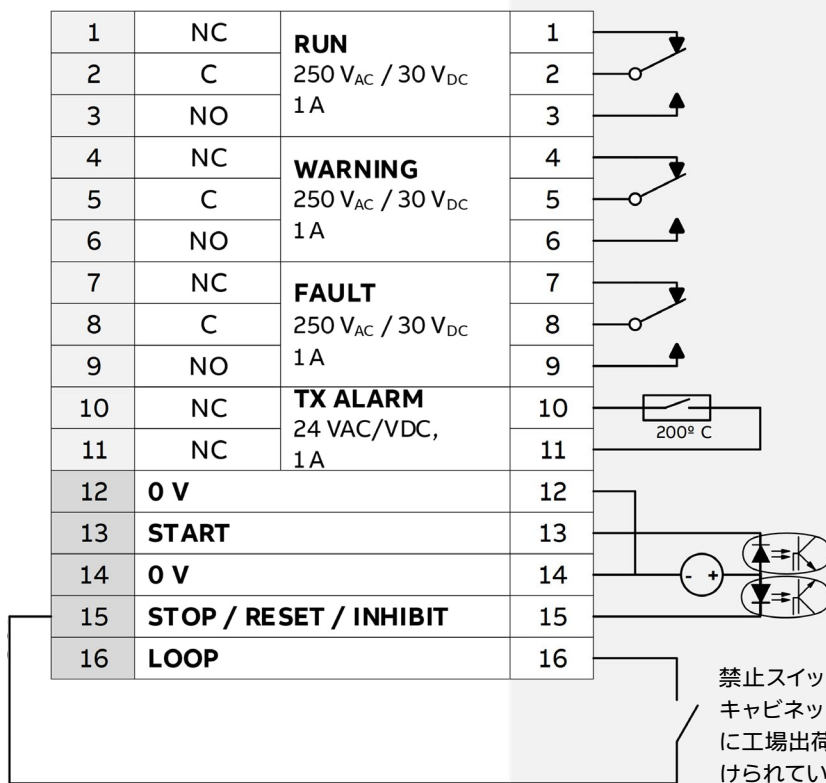 1 NC RUN 1
2 C 250 VAC / 30 VDC 2
3 NO 1 A 3
4 NC WARNING 4
5 C 250 VAC / 30 VDC 5
6 NO 1 A 6
7 NC FAULT 7
8 C 250 VAC / 30 VDC 8
9 NO 1 A 9
10 NC TX ALARM 10
200º C
11 NC 24 VAC/VDC, 11
1 A
12 0 V 12
13 START 13
14 0 V 14
- +
15 STOP / RESET / INHIBIT 15
16 LOOP 16
禁止スイッ
キャビネッ
に工場出荷
けられてい